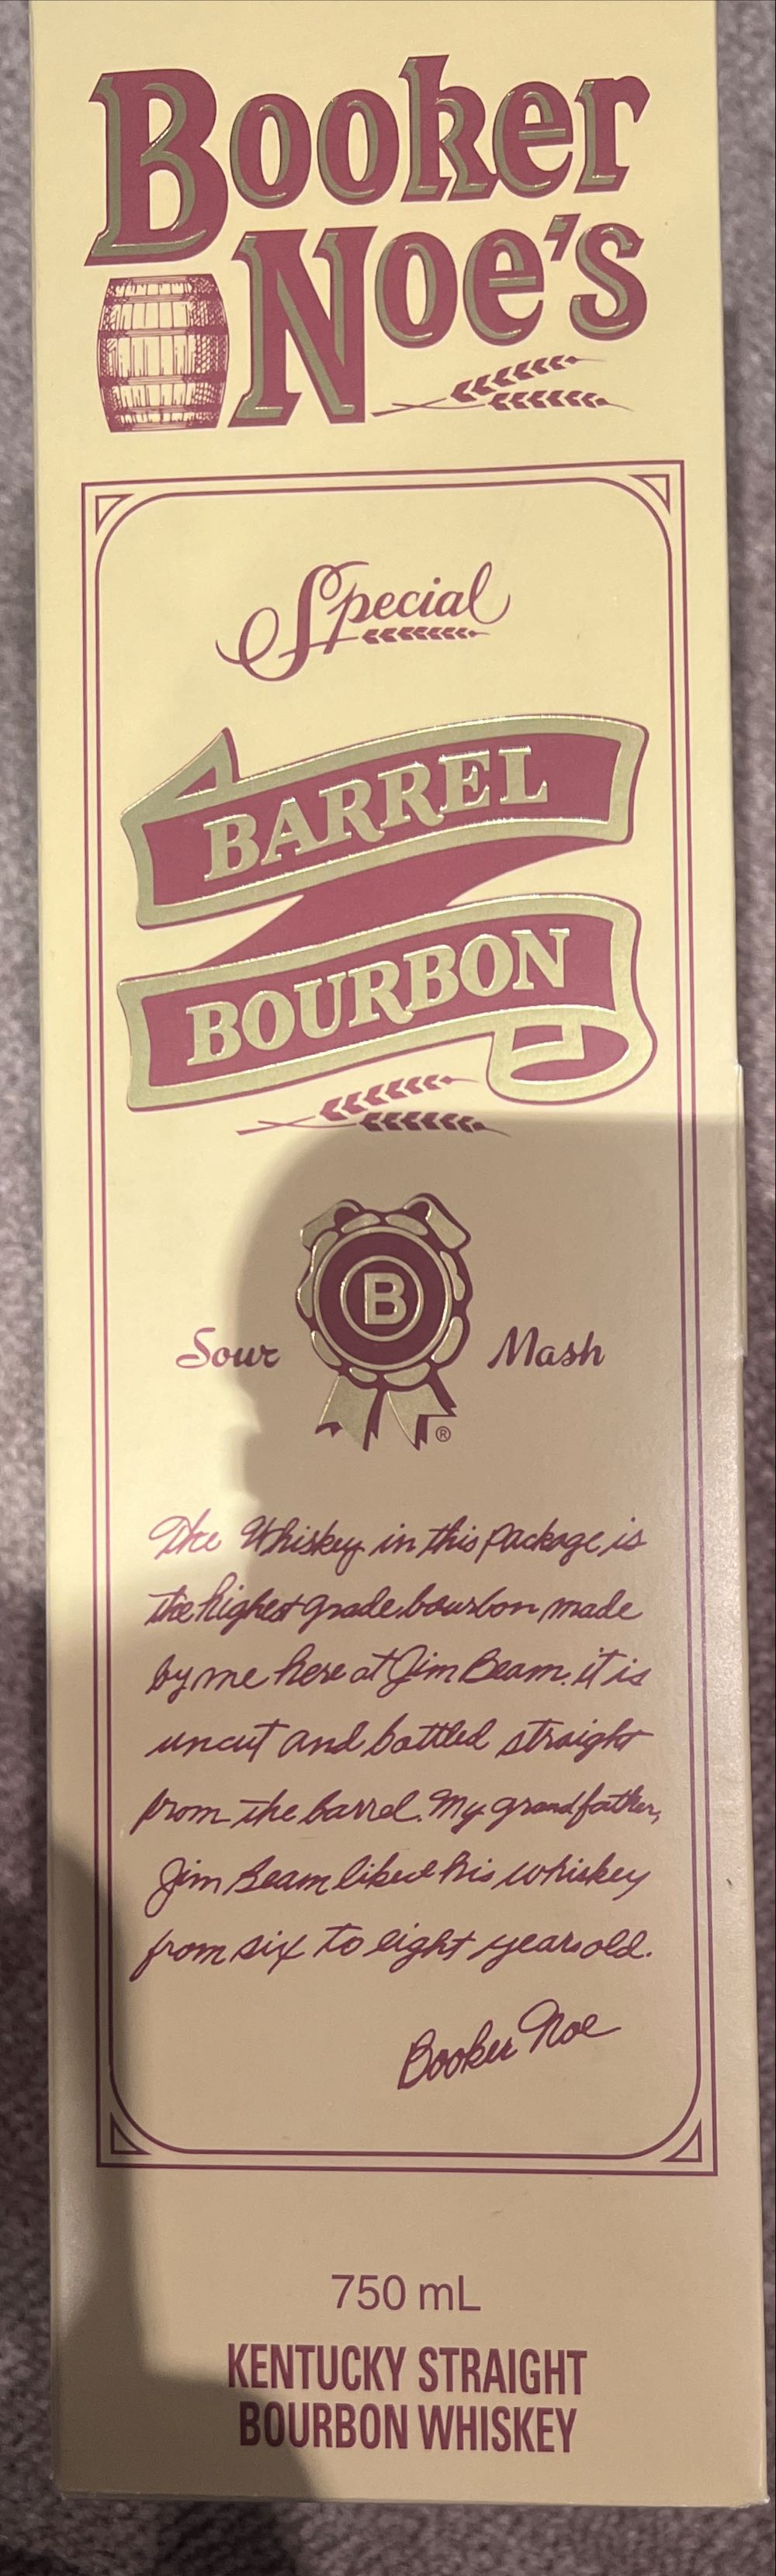 Booker
Noe's
Special
BARREL
BOURBON
B
Sour Mash
®
The Whiskey in this package is
the highest grade bourbon made
by me here at Jim Beam. it is
uncut and bottled straight
from the barrel. My grandfather,
Jim Beam liked his whiskey
from six to eight years old.
Booker Noe
750 mL
KENTUCKY STRAIGHT
BOURBON WHISKEY